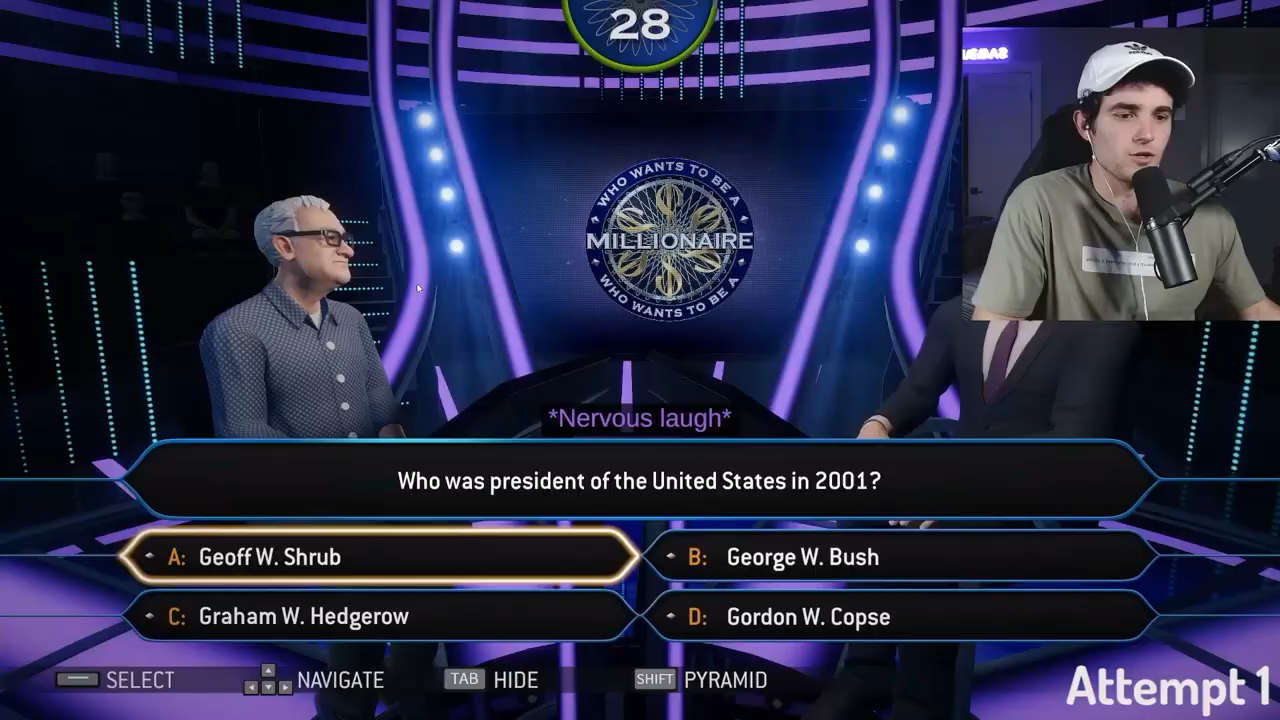 28
WHO WANTS TO BE A
MILLIONAIRE
WHO WANTS TO BE A
*Nervous laugh*
Who was president of the United States in 2001?
A: Geoff W. Shrub
B: George W. Bush
C: Graham W. Hedgerow
D: Gordon W. Copse
SELECT
NAVIGATE
TAB HIDE
SHIFT PYRAMID
Attempt 1